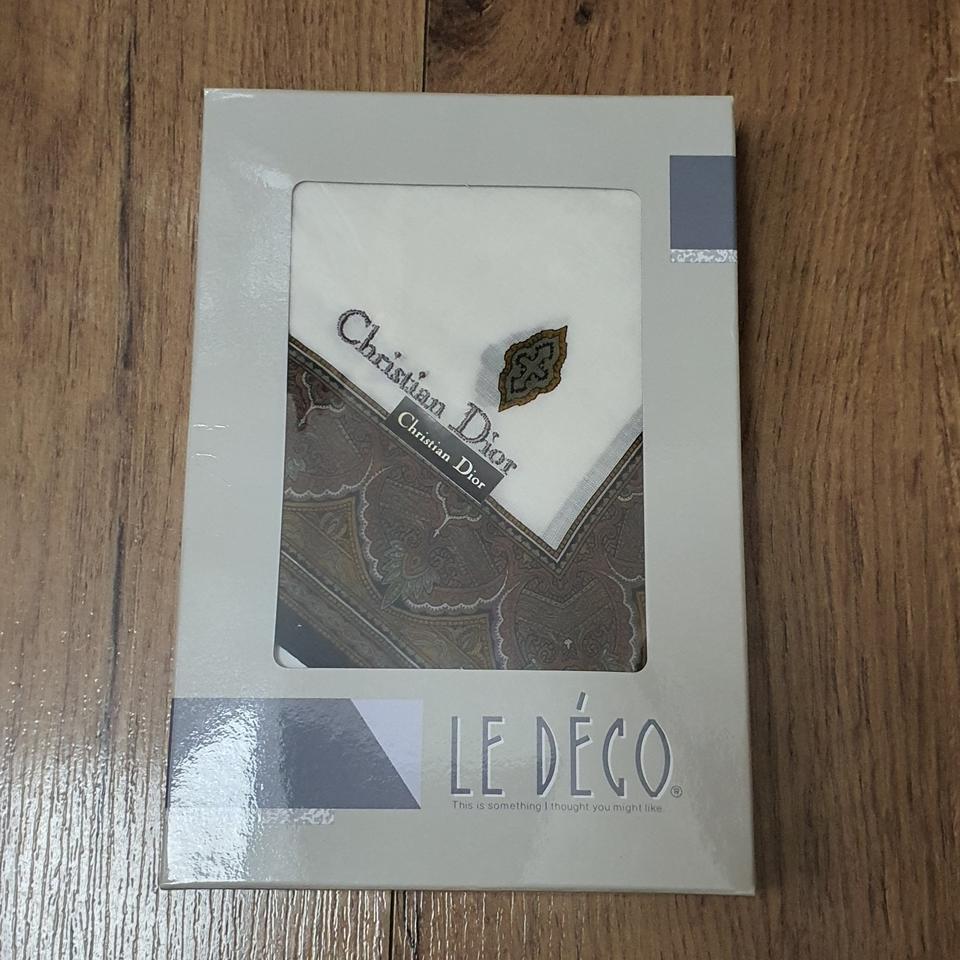 Christian Dior
Christian Dior
LE DÉCO®
This is something I thought you might like.